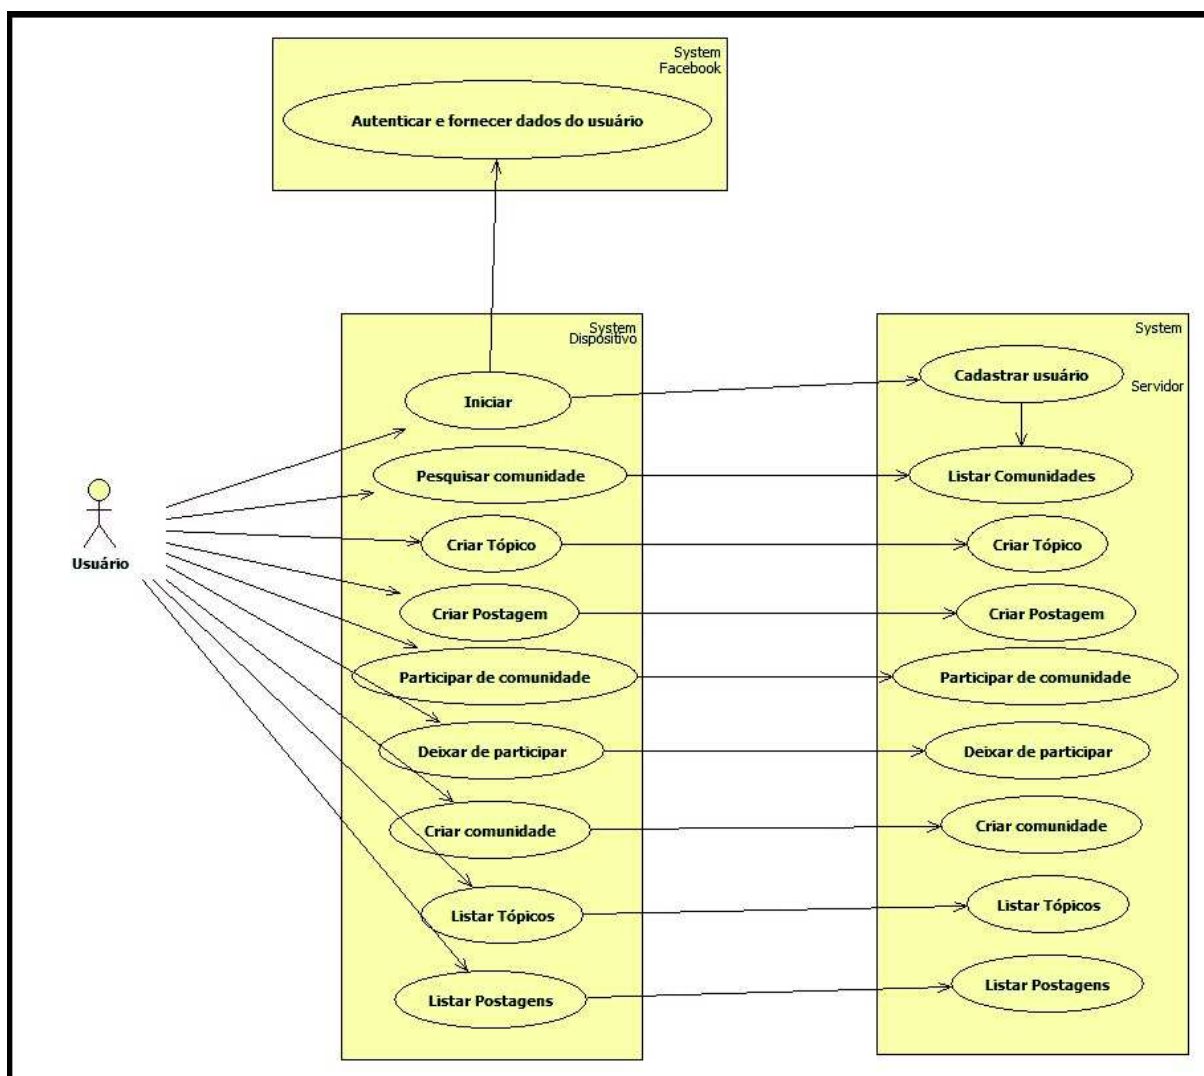 System
Facebook
Autenticar e fornecer dados do usuário
System
Dispositivo
System
Servidor
Iniciar
Cadastrar usuário
Pesquisar comunidade
Listar Comunidades
Criar Tópico
Criar Tópico
Usuário
Criar Postagem
Criar Postagem
Participar de comunidade
Participar de comunidade
Deixar de participar
Deixar de participar
Criar comunidade
Criar comunidade
Listar Tópicos
Listar Tópicos
Listar Postagens
Listar Postagens